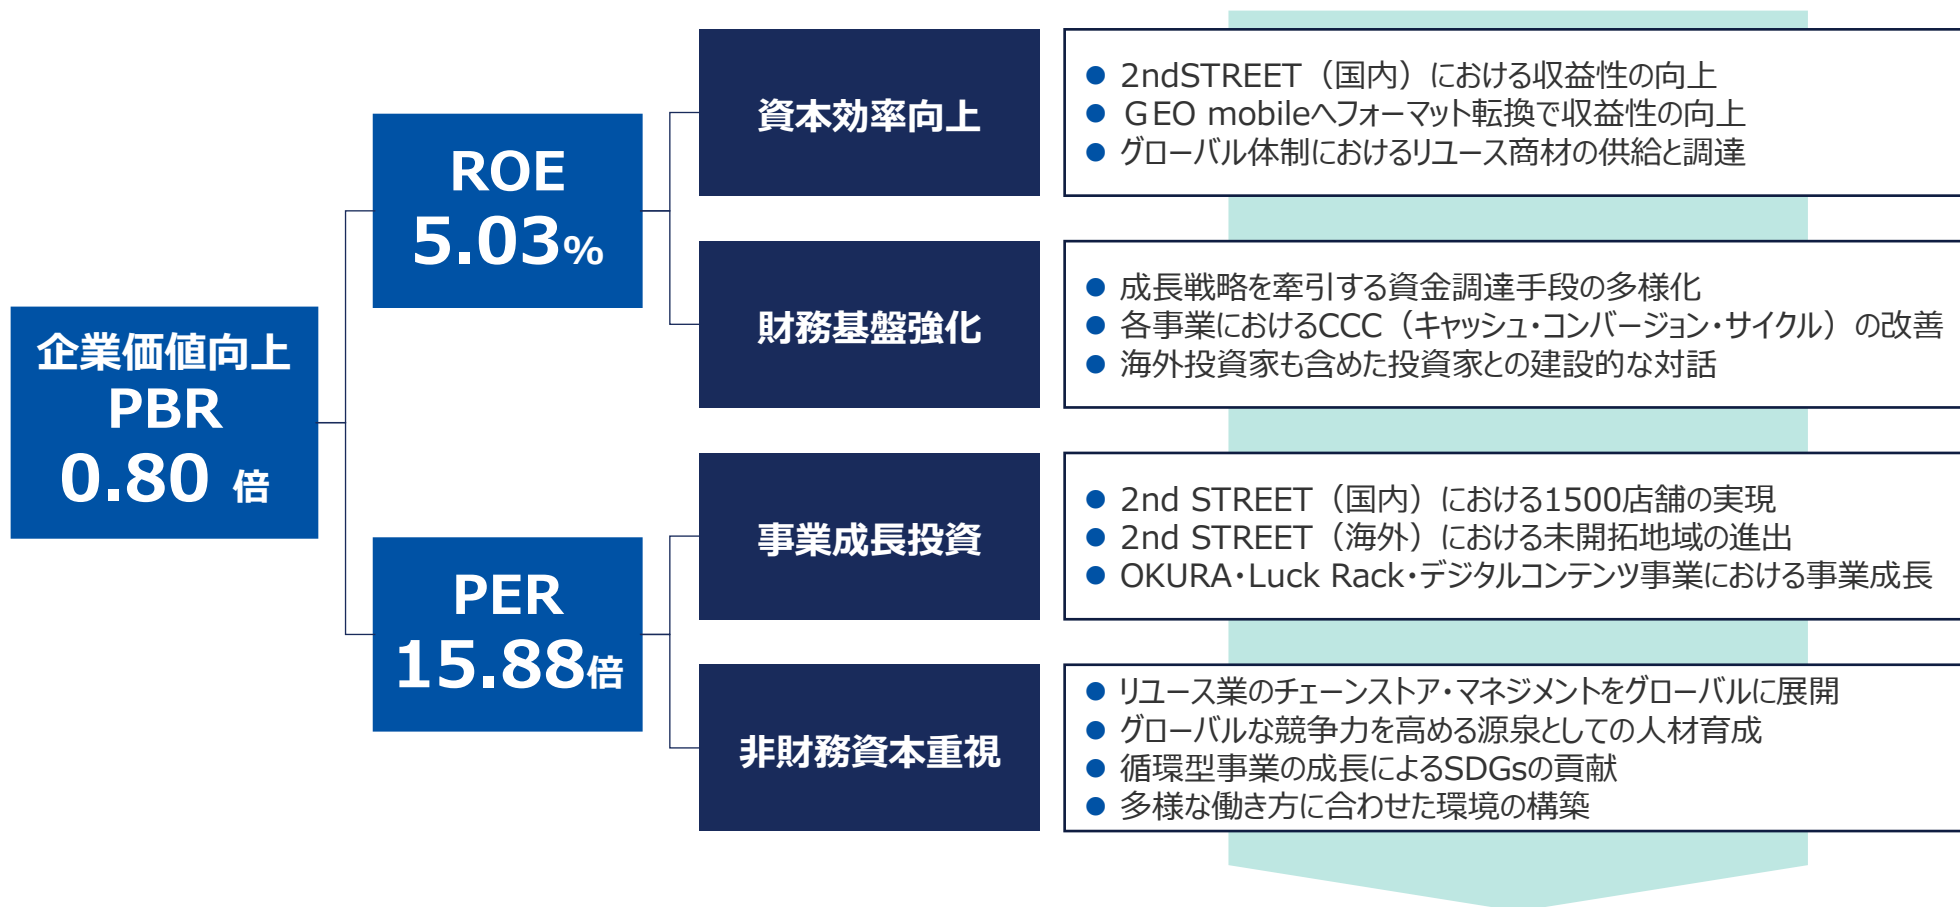 企業価値向上
PBR
0.80 倍
ROE
5.03%
PER
15.88倍
資本効率向上
● 2ndSTREET（国内）における収益性の向上
● ＧEO mobileへフォーマット転換で収益性の向上
● グローバル体制におけるリユース商材の供給と調達
財務基盤強化
● 成長戦略を牽引する資金調達手段の多様化
● 各事業におけるCCC（キャッシュ・コンバージョン・サイクル）の改善
● 海外投資家も含めた投資家との建設的な対話
事業成長投資
● 2nd STREET（国内）における1500店舗の実現
● 2nd STREET（海外）における未開拓地域の進出
● OKURA・Luck Rack・デジタルコンテンツ事業における事業成長
非財務資本重視
● リユース業のチェーンストア・マネジメントをグローバルに展開
● グローバルな競争力を高める源泉としての人材育成
● 循環型事業の成長によるSDGsの貢献
● 多様な働き方に合わせた環境の構築